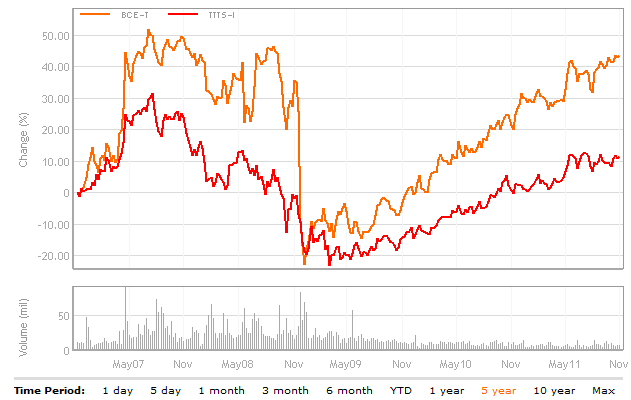 BCE-T TTTS-I
Change (%)
50.00
40.00
30.00
20.00
10.00
0
-10.00
-20.00
Volume (mil)
50
0
May07 Nov May08 Nov May09 Nov May10 Nov May11 Nov
Time Period: 1 day 5 day 1 month 3 month 6 month YTD 1 year 5 year 10 year Max